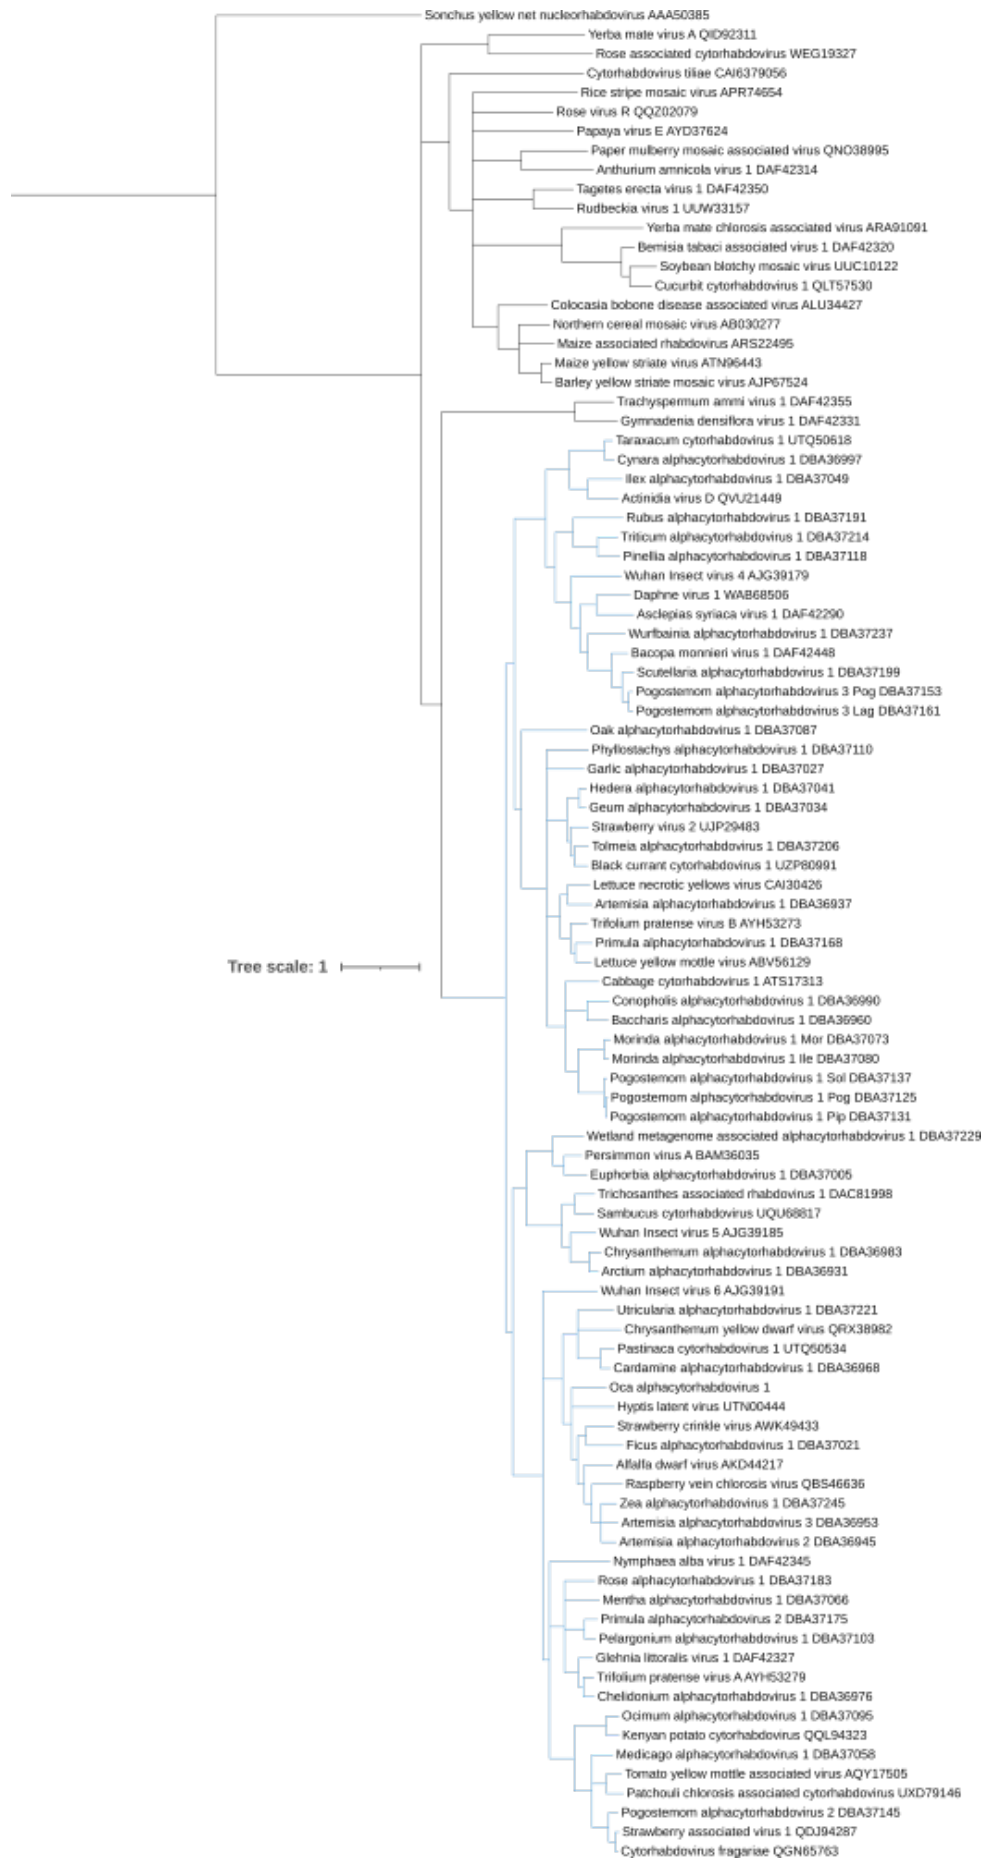 Sonchus yellow net nucleorhabdovirus AAA50385
Yerba mate virus A QID92311
Rose associated cytorhabdovirus WEG19327
Cytorhabdovirus tiliae CAI6379056
Rice stripe mosaic virus APR74654
Rose virus R QQZ02079
Papaya virus E AYD37624
Paper mulberry mosaic associated virus QNO38995
Anthurium amnicola virus 1 DAF42314
Tagetes erecta virus 1 DAF42350
Rudbeckia virus 1 UUW33157
Yerba mate chlorosis associated virus ARA91091
Bemisia tabaci associated virus 1 DAF42320
Soybean blotchy mosaic virus UUC10122
Cucurbit cytorhabdovirus 1 QLT57530
Colocasia bobone disease associated virus ALU34427
Northern cereal mosaic virus AB030277
Maize associated rhabdovirus ARS22495
Maize yellow striate virus ATN96443
Barley yellow striate mosaic virus AJP67524
Trachyspermum ammi virus 1 DAF42355
Gymnadenia densiflora virus 1 DAF42331
Taraxacum cytorhabdovirus 1 UTQ50618
Cynara alphacytorhabdovirus 1 DBA36997
Ilex alphacytorhabdovirus 1 DBA37049
Actinidia virus D QVU21449
Rubus alphacytorhabdovirus 1 DBA37191
Triticum alphacytorhabdovirus 1 DBA37214
Pinellia alphacytorhabdovirus 1 DBA37118
Wuhan Insect virus 4 AJG39179
Daphne virus 1 WAB68506
Asclepias syriaca virus 1 DAF42290
Wurfbainia alphacytorhabdovirus 1 DBA37237
Bacopa monnieri virus 1 DAF42448
Scutellaria alphacytorhabdovirus 1 DBA37199
Pogostemom alphacytorhabdovirus 3 Pog DBA37153
Pogostemom alphacytorhabdovirus 3 Lag DBA37161
Oak alphacytorhabdovirus 1 DBA37087
Phyllostachys alphacytorhabdovirus 1 DBA37110
Garlic alphacytorhabdovirus 1 DBA37027
Hedera alphacytorhabdovirus 1 DBA37041
Geum alphacytorhabdovirus 1 DBA37034
Strawberry virus 2 UJP29483
Tolmeia alphacytorhabdovirus 1 DBA37206
Black currant cytorhabdovirus 1 UZP80991
Lettuce necrotic yellows virus CAI30426
Artemisia alphacytorhabdovirus 1 DBA36937
Trifolium pratense virus B AYH53273
Primula alphacytorhabdovirus 1 DBA37168
Lettuce yellow mottle virus ABV56129
Tree scale: 1
Cabbage cytorhabdovirus 1 ATS17313
Conopholis alphacytorhabdovirus 1 DBA36990
Baccharis alphacytorhabdovirus 1 DBA36960
Morinda alphacytorhabdovirus 1 Mor DBA37073
Morinda alphacytorhabdovirus 1 Ile DBA37080
Pogostemom alphacytorhabdovirus 1 Sol DBA37137
Pogostemom alphacytorhabdovirus 1 Pog DBA37125
Pogostemom alphacytorhabdovirus 1 Pip DBA37131
Wetland metagenome associated alphacytorhabdovirus 1 DBA37229
Persimmon virus A BAM36035
Euphorbia alphacytorhabdovirus 1 DBA37005
Trichosanthes associated rhabdovirus 1 DAC81998
Sambucus cytorhabdovirus UQU68817
Wuhan Insect virus 5 AJG39185
Chrysanthemum alphacytorhabdovirus 1 DBA36983
Arctium alphacytorhabdovirus 1 DBA36931
Wuhan Insect virus 6 AJG39191
Utricularia alphacytorhabdovirus 1 DBA37221
Chrysanthemum yellow dwarf virus QRX38982
Pastinaca cytorhabdovirus 1 UTQ50534
Cardamine alphacytorhabdovirus 1 DBA36968
Oca alphacytorhabdovirus 1
Hyptis latent virus UTN00444
Strawberry crinkle virus AWK49433
Ficus alphacytorhabdovirus 1 DBA37021
Alfalfa dwarf virus AKD44217
Raspberry vein chlorosis virus QBS46636
Zea alphacytorhabdovirus 1 DBA37245
Artemisia alphacytorhabdovirus 3 DBA36953
Artemisia alphacytorhabdovirus 2 DBA36945
Nymphaea alba virus 1 DAF42345
Rose alphacytorhabdovirus 1 DBA37183
Mentha alphacytorhabdovirus 1 DBA37066
Primula alphacytorhabdovirus 2 DBA37175
Pelargonium alphacytorhabdovirus 1 DBA37103
Glehnia littoralis virus 1 DAF42327
Trifolium pratense virus A AYH53279
Chelidonium alphacytorhabdovirus 1 DBA36976
Ocimum alphacytorhabdovirus 1 DBA37095
Kenyan potato cytorhabdovirus QQL94323
Medicago alphacytorhabdovirus 1 DBA37058
Tomato yellow mottle associated virus AQY17505
Patchouli chlorosis associated cytorhabdovirus UXD79146
Pogostemom alphacytorhabdovirus 2 DBA37145
Strawberry associated virus 1 QDJ94287
Cytorhabdovirus fragariae QGN65763